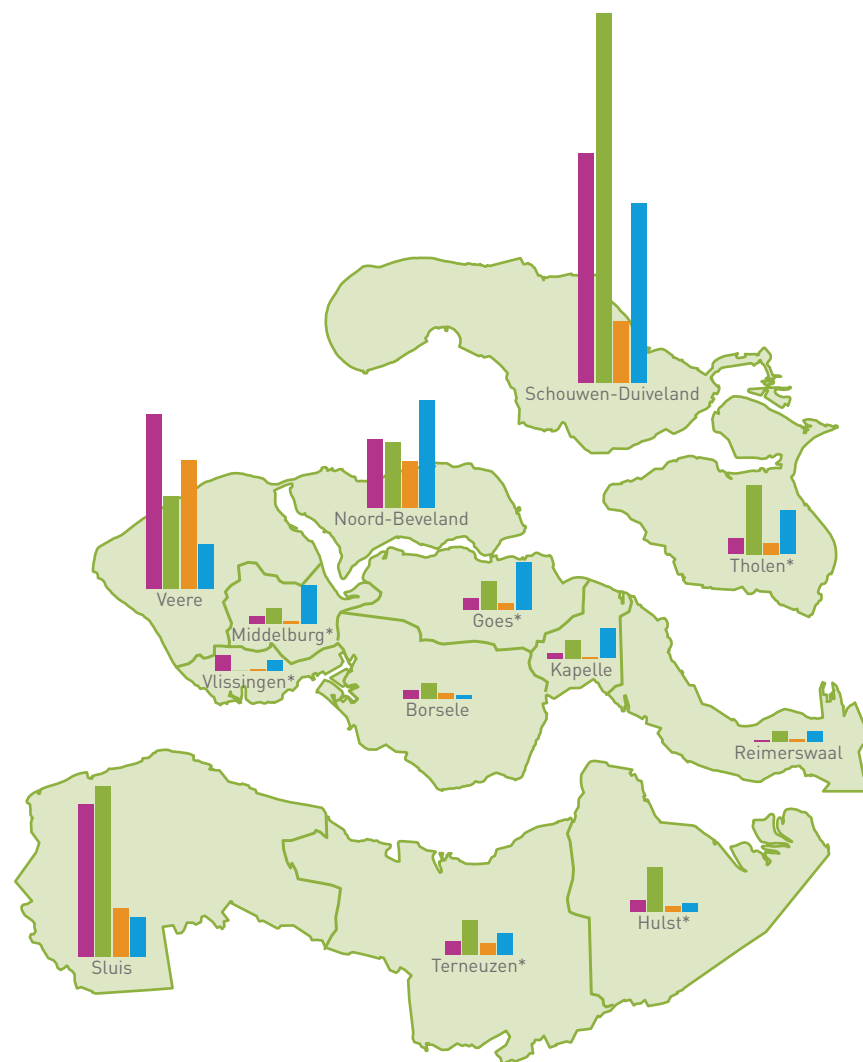 Schouwen-Duiveland
Noord-Beveland
Tholen*
Veere
Goes*
Middelburg*
Kapelle
Vlissingen*
Borsele
Reimerswaal
Hulst*
Terneuzen*
Sluis